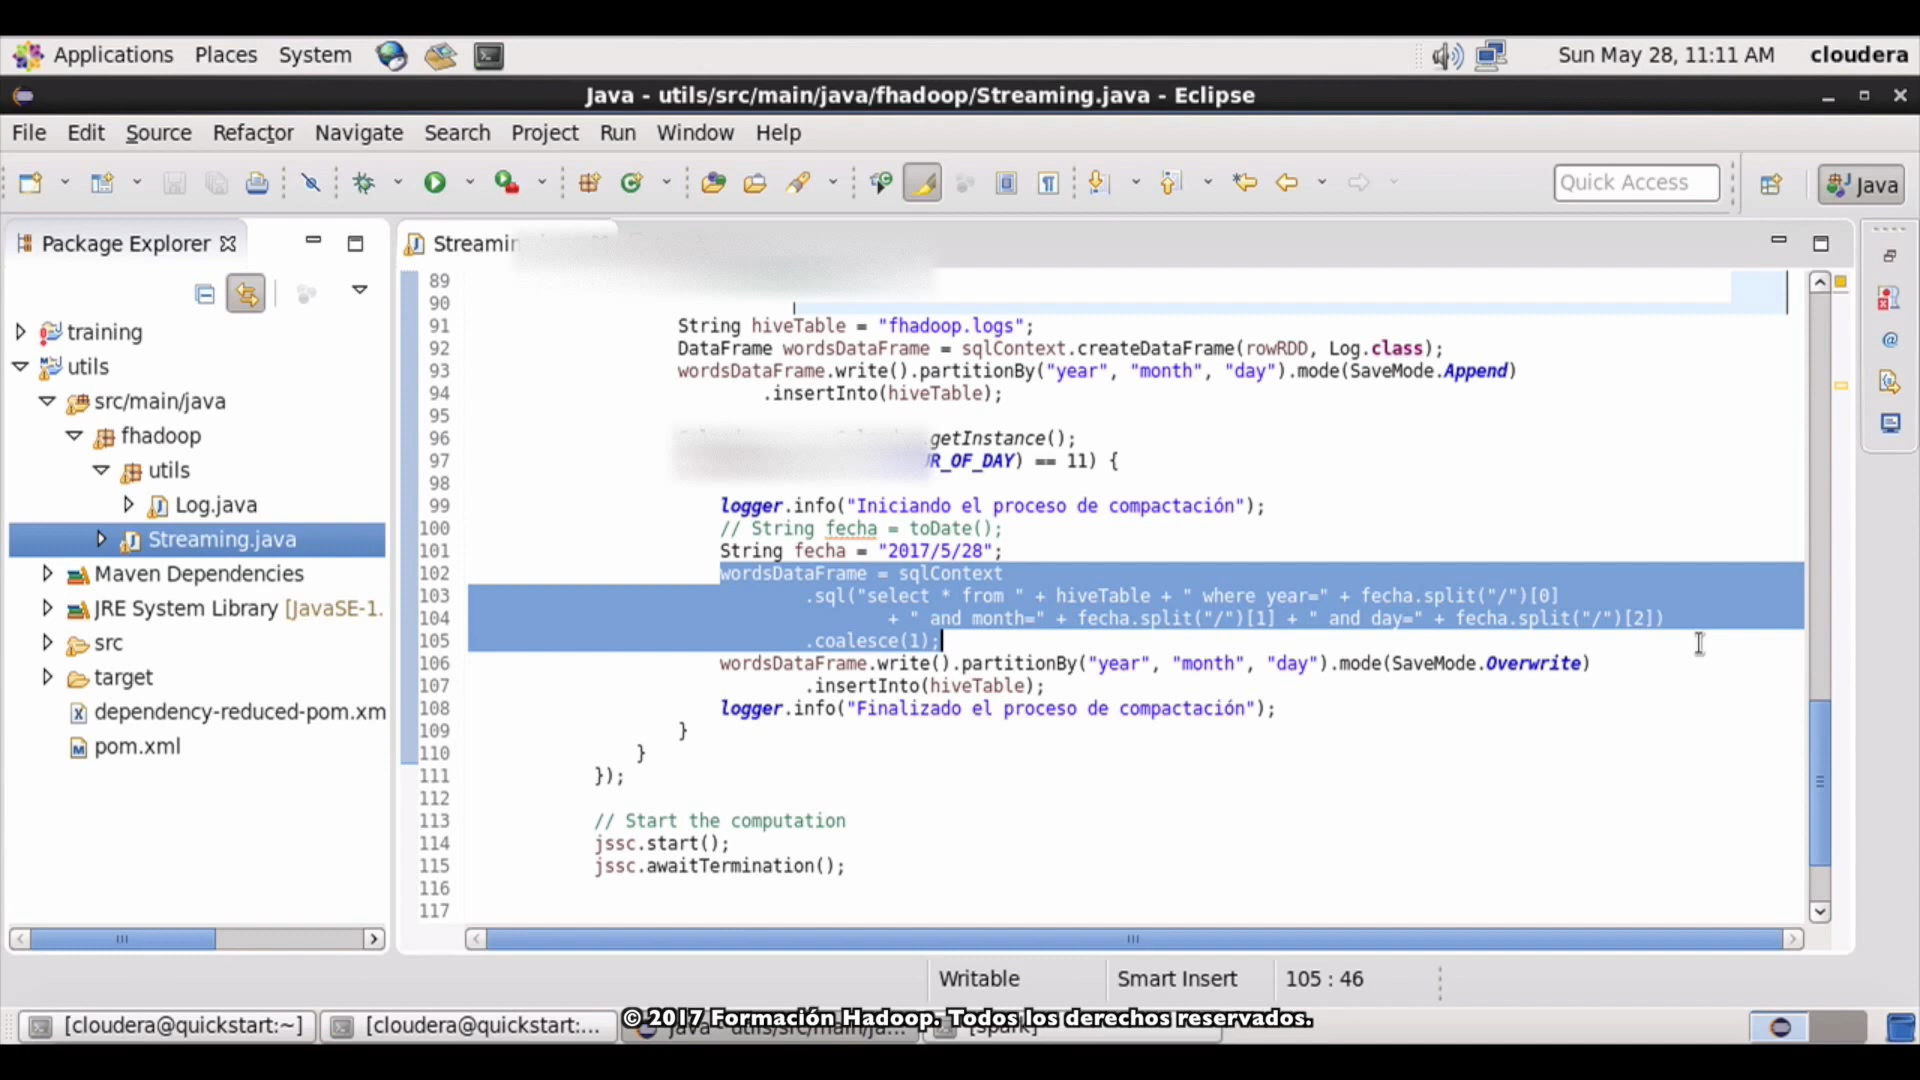 Applications Places System Sun May 28, 11:11 AM cloudera
Java - utils/src/main/java/fhadoop/Streaming.java - Eclipse
File Edit Source Refactor Navigate Search Project Run Window Help
Quick Access Java
Package Explorer
training
utils
src/main/java
fhadoop
utils
Log.java
Streaming.java
Maven Dependencies
JRE System Library [JavaSE-1.
src
target
dependency-reduced-pom.xm
pom.xml
89
90
91 String hiveTable = "fhadoop.logs";
92 DataFrame wordsDataFrame = sqlContext.createDataFrame(rowRDD, Log.class);
93 wordsDataFrame.write().partitionBy("year", "month", "day").mode(SaveMode.Append)
94 .insertInto(hiveTable);
95
96 .getInstance();
97 R_OF_DAY) == 11) {
98
99 logger.info("Iniciando el proceso de compactación");
100 // String fecha = toDate();
101 String fecha = "2017/5/28";
102 wordsDataFrame = sqlContext
103 .sql("select * from " + hiveTable + " where year=" + fecha.split("/")[0]
104 + " and month=" + fecha.split("/")[1] + " and day=" + fecha.split("/")[2])
105 .coalesce(1);
106 wordsDataFrame.write().partitionBy("year", "month", "day").mode(SaveMode.Overwrite)
107 .insertInto(hiveTable);
108 logger.info("Finalizado el proceso de compactación");
109 }
110 }
111 });
112
113 // Start the computation
114 jssc.start();
115 jssc.awaitTermination();
116
117
Writable Smart Insert 105 : 46
[cloudera@quickstart:~] [cloudera@quickstart:...
© 2017 Formación Hadoop. Todos los derechos reservados.